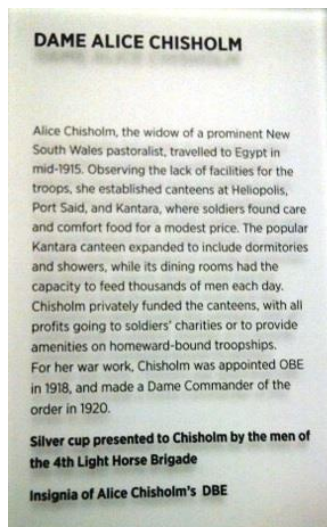 DAME ALICE CHISHOLM
Alice Chisholm, the widow of a prominent New
South Wales pastoralist, travelled to Egypt in
mid-1915. Observing the lack of facilities for the
troops, she established canteens at Heliopolis,
Port Said, and Kantara, where soldiers found care
and comfort food for a modest price. The popular
Kantara canteen expanded to include dormitories
and showers, while its dining rooms had the
capacity to feed thousands of men each day.
Chisholm privately funded the canteens, with all
profits going to soldiers' charities or to provide
amenities on homeward-bound troopships.
For her war work, Chisholm was appointed OBE
in 1918, and made a Dame Commander of the
order in 1920.
Silver cup presented to Chisholm by the men of
the 4th Light Horse Brigade
Insignia of Alice Chisholm's DBE